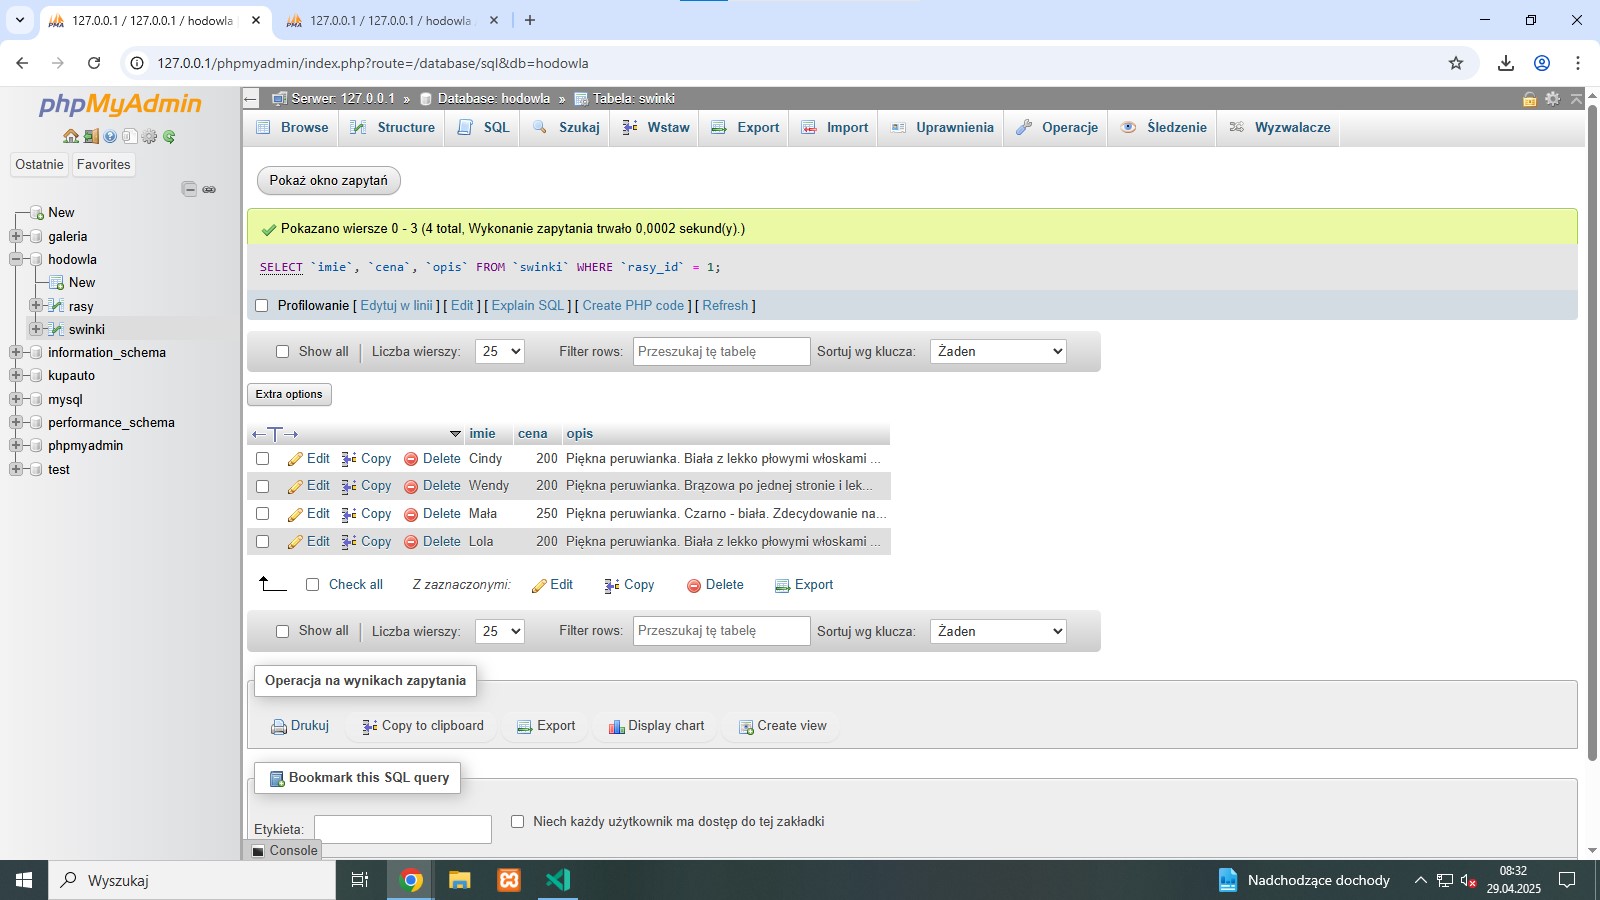 127.0.0.1 / 127.0.0.1 / hodowla
127.0.0.1 / 127.0.0.1 / hodowla
127.0.0.1/phpmyadmin/index.php?route=/database/sql&db=hodowla
phpMyAdmin
Ostatnie
Favorites
New
galeria
hodowla
New
rasy
swinki
information_schema
kupauto
mysql
performance_schema
phpmyadmin
test
Serwer: 127.0.0.1 » Database: hodowla » Tabela: swinki
Browse Structure SQL Szukaj Wstaw Export Import Uprawnienia Operacje Śledzenie Wyzwalacze
Pokaż okno zapytań
Pokazano wiersze 0 - 3 (4 total, Wykonanie zapytania trwało 0,0002 sekund(y).)
SELECT `imie`, `cena`, `opis` FROM `swinki` WHERE `rasy_id` = 1;
Profilowanie [ Edytuj w linii ] [ Edit ] [ Explain SQL ] [ Create PHP code ] [ Refresh ]
Show all | Liczba wierszy: 25 Filter rows: Przeszukaj tę tabelę Sortuj wg klucza: Żaden
Extra options
imie cena opis
Edit Copy Delete Cindy 200 Piękna peruwianka. Biała z lekko płowymi włoskami ...
Edit Copy Delete Wendy 200 Piękna peruwianka. Brązowa po jednej stronie i lek...
Edit Copy Delete Mała 250 Piękna peruwianka. Czarno - biała. Zdecydowanie na...
Edit Copy Delete Lola 200 Piękna peruwianka. Biała z lekko płowymi włoskami ...
Check all Z zaznaczonymi: Edit Copy Delete Export
Show all | Liczba wierszy: 25 Filter rows: Przeszukaj tę tabelę Sortuj wg klucza: Żaden
Operacja na wynikach zapytania
Drukuj Copy to clipboard Export Display chart Create view
Bookmark this SQL query
Etykieta: Niech każdy użytkownik ma dostęp do tej zakładki
Console
Wyszukaj
Nadchodzące dochody
08:32
29.04.2025